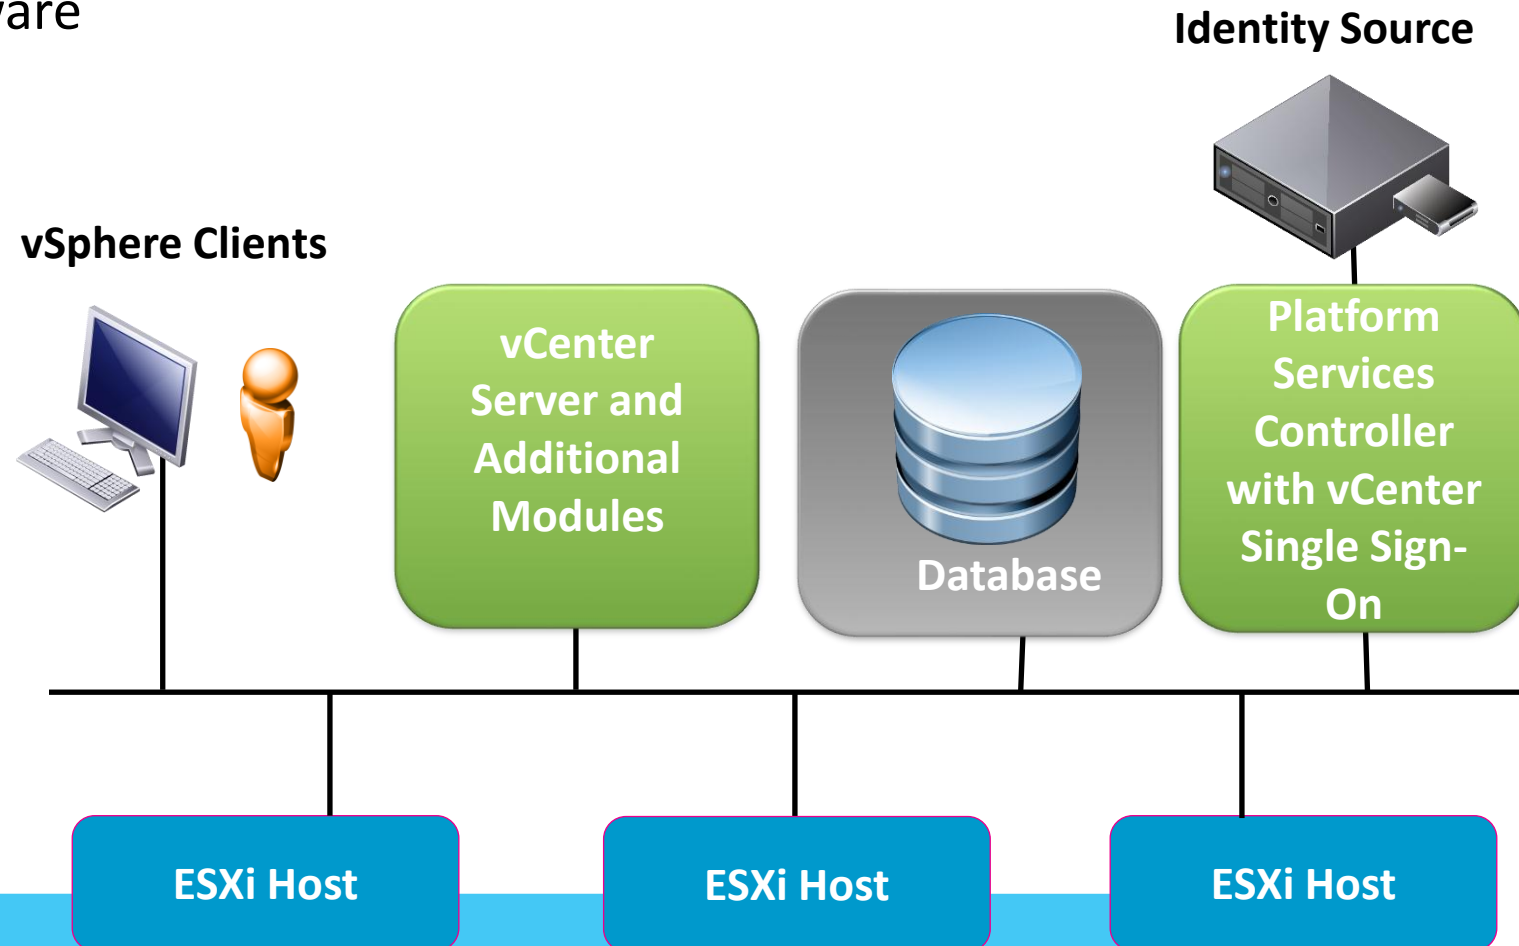 Identity Source
vSphere Clients
vCenter
Server and
Additional
Modules
Database
Platform
Services
Controller
with vCenter
Single Sign-
On
ESXi Host
ESXi Host
ESXi Host